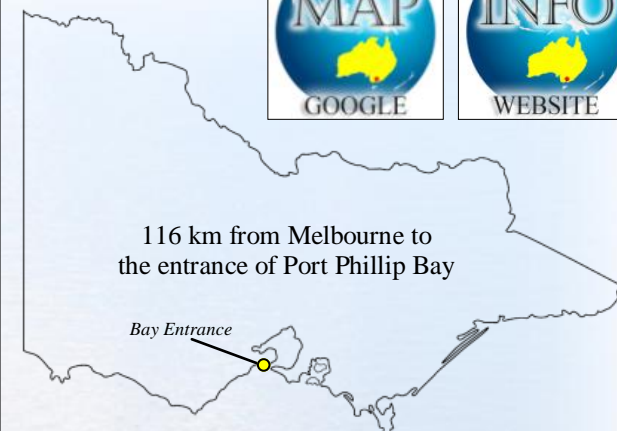 MAP
GOOGLE
INFO
WEBSITE
116 km from Melbourne to
the entrance of Port Phillip Bay
Bay Entrance